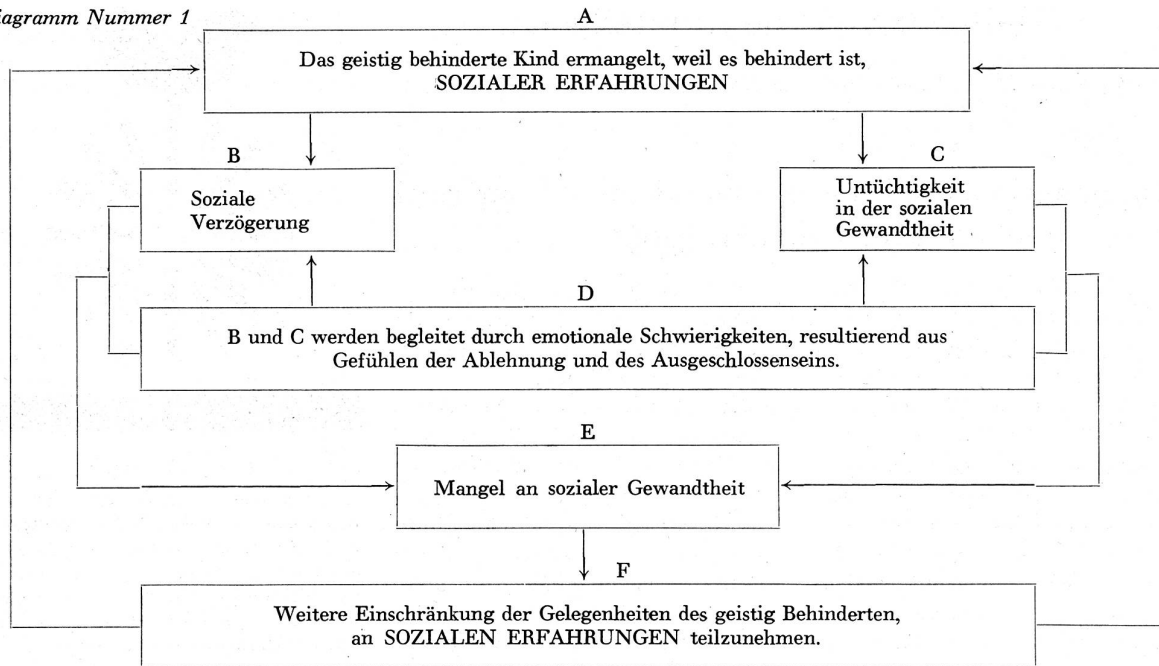 iagramm Nummer 1
A
Das geistig behinderte Kind ermangelt, weil es behindert ist,
SOZIALER ERFAHRUNGEN
B
Soziale
Verzögerung
C
Untüchtigkeit
in der sozialen
Gewandtheit
D
B und C werden begleitet durch emotionale Schwierigkeiten, resultierend aus
Gefühlen der Ablehnung und des Ausgeschlossenseins.
E
Mangel an sozialer Gewandtheit
F
Weitere Einschränkung der Gelegenheiten des geistig Behinderten,
an SOZIALEN ERFAHRUNGEN teilzunehmen.